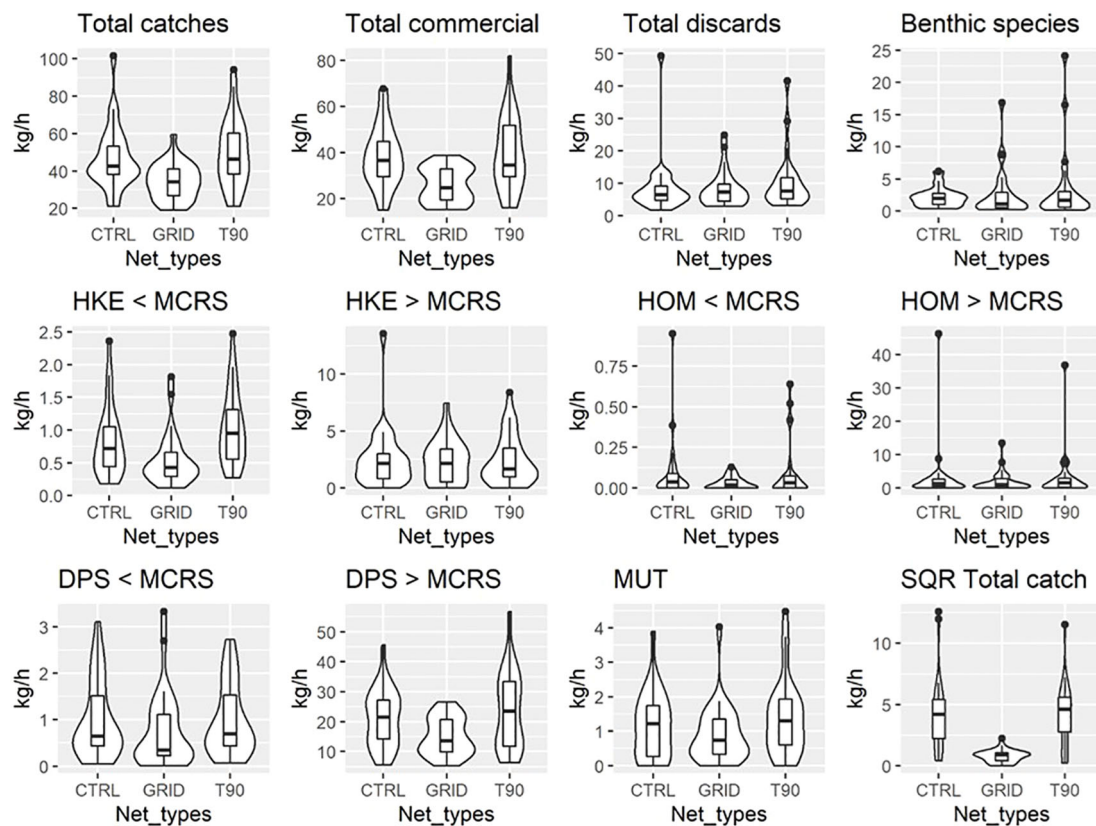 Total catches
Total commercial
Total discards
Benthic species
kg/h
100
80
60
40
20
CTRL GRID T90
Net_types
kg/h
80
60
40
20
CTRL GRID T90
Net_types
kg/h
50
40
30
20
10
0
CTRL GRID T90
Net_types
kg/h
25
20
15
10
5
0
CTRL GRID T90
Net_types
HKE < MCRS
HKE > MCRS
HOM < MCRS
HOM > MCRS
kg/h
2.5
2.0
1.5
1.0
0.5
0.0
CTRL GRID T90
Net_types
kg/h
10
5
0
CTRL GRID T90
Net_types
kg/h
0.75
0.50
0.25
0.00
CTRL GRID T90
Net_types
kg/h
40
30
20
10
0
CTRL GRID T90
Net_types
DPS < MCRS
DPS > MCRS
MUT
SQR Total catch
kg/h
3
2
1
0
CTRL GRID T90
Net_types
kg/h
50
40
30
20
10
CTRL GRID T90
Net_types
kg/h
4
3
2
1
0
CTRL GRID T90
Net_types
kg/h
10
5
0
CTRL GRID T90
Net_types